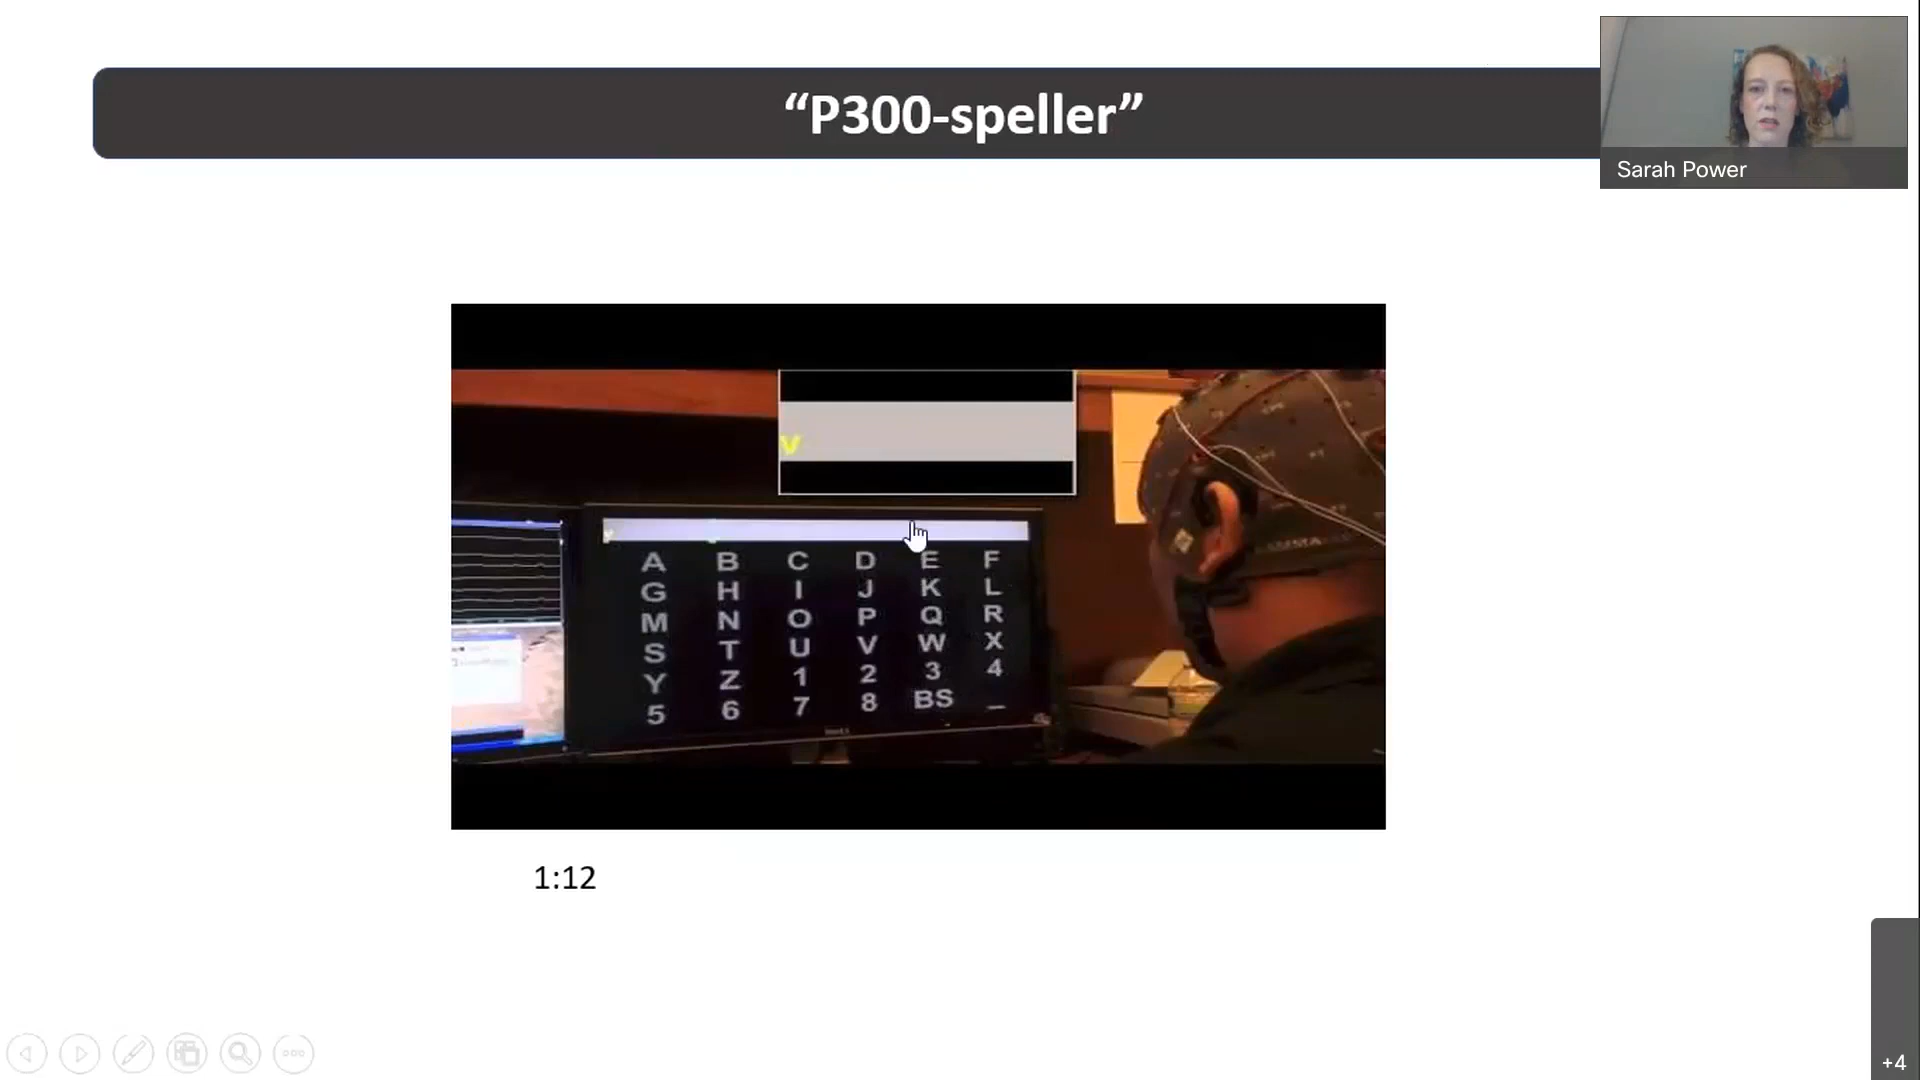 “P300-speller”
Sarah Power
v
A B C D E F
G H I J K L
M N O P Q R
S T U V W X
Y Z 1 2 3 4
5 6 7 8 BS _
1:12
+4